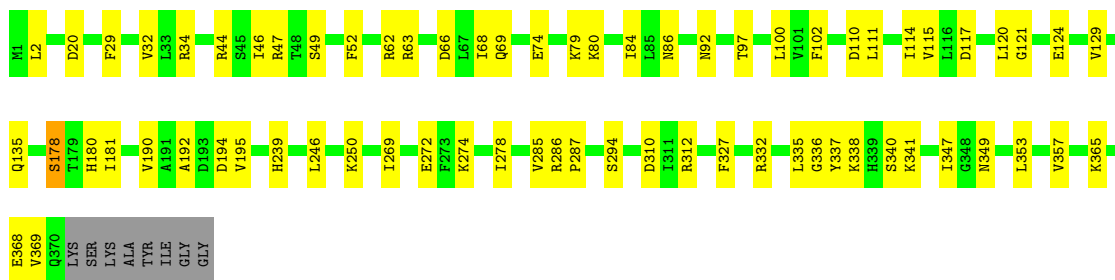 M1 L2 D20 F29 V32 L33 R34 R44 S45 I46 R47 T48 S49 F52 R62 R63 D66 L67 I68 Q69 E74 K79 K80 I84 L85 N86 N92 T97 L100 V101 F102 D110 L111 I114 V115 L116 D117 L120 G121 E124 V129
Q135 S178 T179 H180 I181 V190 A191 A192 D193 D194 V195 H239 L246 K250 I269 E272 F273 K274 I278 V285 R286 P287 S294 D310 I311 R312 F327 R332 L335 G336 Y337 K338 H339 S340 K341 I347 G348 N349 L353 V357 K365
E368 V369 Q370 LYS SER LYS ALA TYR ILE GLY GLY